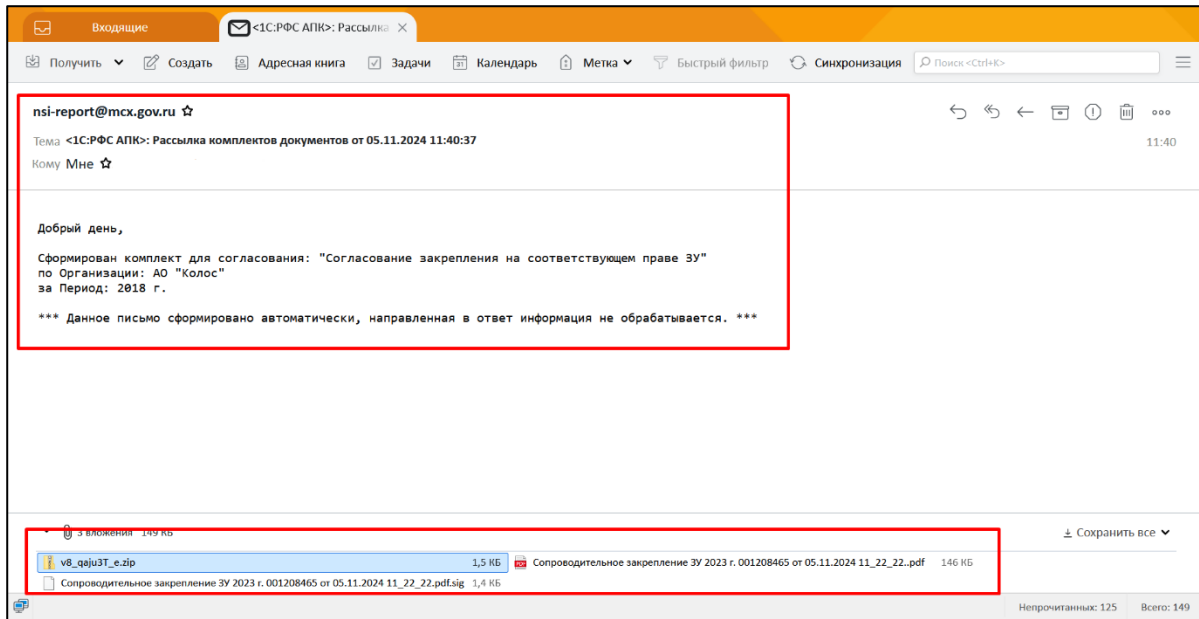 Входящие
<1С:РФС АПК>: Рассылка
Получить Создать Адресная книга Задачи 31 Календарь Метка Быстрый фильтр Синхронизация Поиск <Ctrl+K>
nsi-report@mcx.gov.ru
Тема <1С:РФС АПК>: Рассылка комплектов документов от 05.11.2024 11:40:37
11:40
Кому Мне
Добрый день,
Сформирован комплект для согласования: "Согласование закрепления на соответствующем праве ЗУ"
по Организации: АО "Колос"
за Период: 2018 г.
*** Данное письмо сформировано автоматически, направленная в ответ информация не обрабатывается. ***
3 вложения 149 КБ
Сохранить все
v8_qaju3T_e.zip 1,5 КБ
PDF Сопроводительное закрепление ЗУ 2023 г. 001208465 от 05.11.2024 11_22_22..pdf 146 КБ
Сопроводительное закрепление ЗУ 2023 г. 001208465 от 05.11.2024 11_22_22.pdf.sig 1,4 КБ
Непрочитанных: 125 Всего: 149